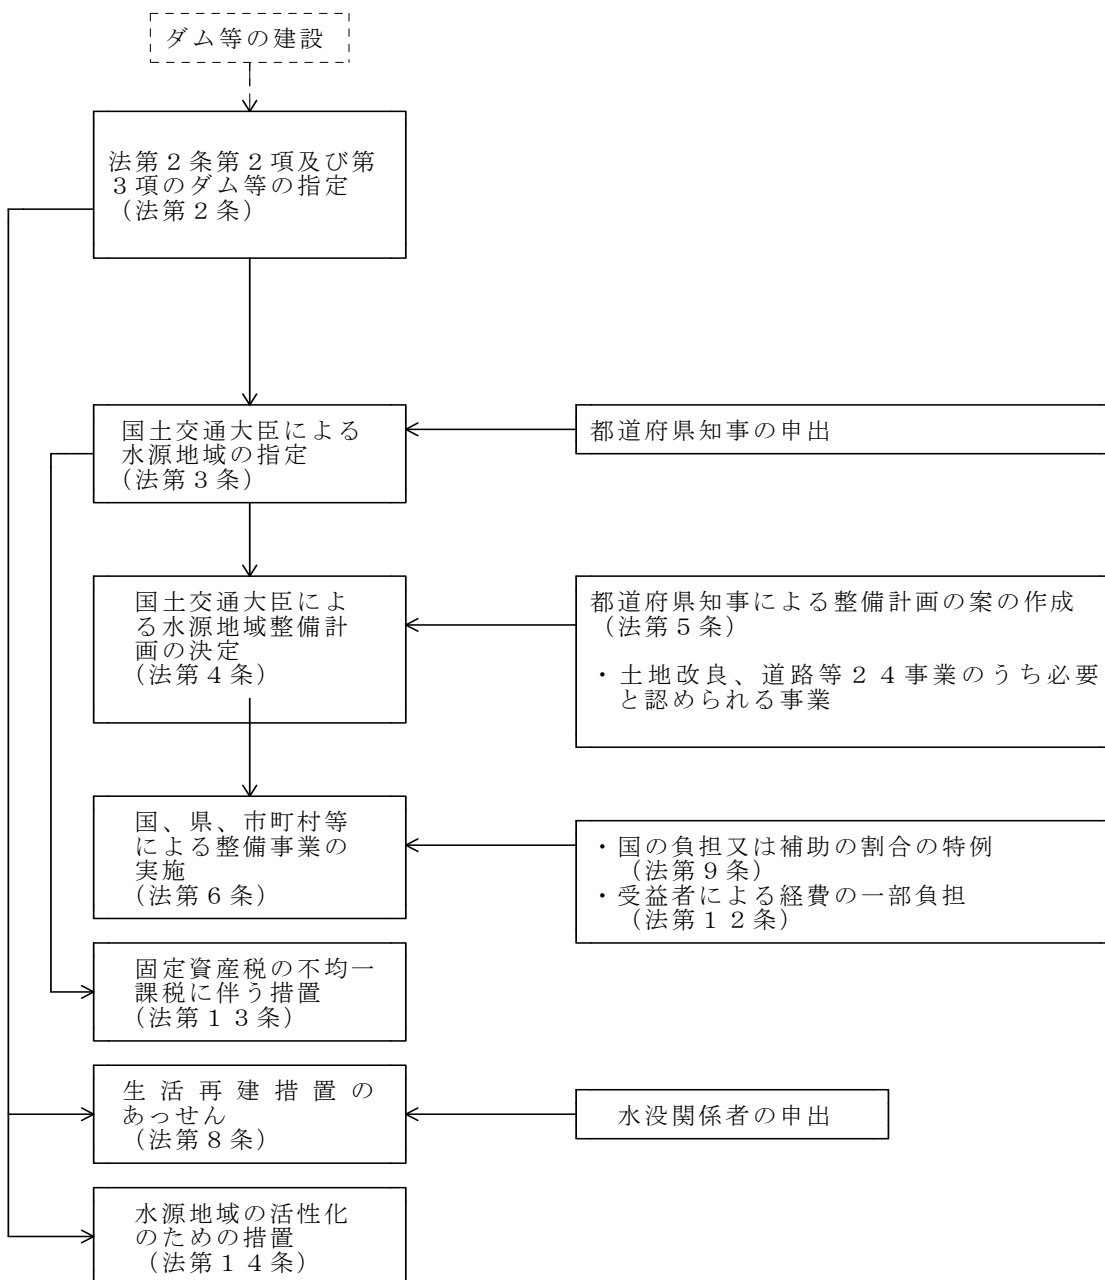 ダム等の建設
法第２条第２項及び第
３項のダム等の指定
（法第２条）
国土交通大臣による
水源地域の指定
（法第３条）
都道府県知事の申出
国土交通大臣によ
る水源地域整備計
画の決定
（法第４条）
都道府県知事による整備計画の案の作成
（法第５条）
・土地改良、道路等２４事業のうち必要
と認められる事業
国、県、市町村等
による整備事業の
実施
（法第６条）
・国の負担又は補助の割合の特例
（法第９条）
・受益者による経費の一部負担
（法第１２条）
固定資産税の不均一
課税に伴う措置
（法第１３条）
生活再建措置の
あっせん
（法第８条）
水没関係者の申出
水源地域の活性化
のための措置
（法第１４条）